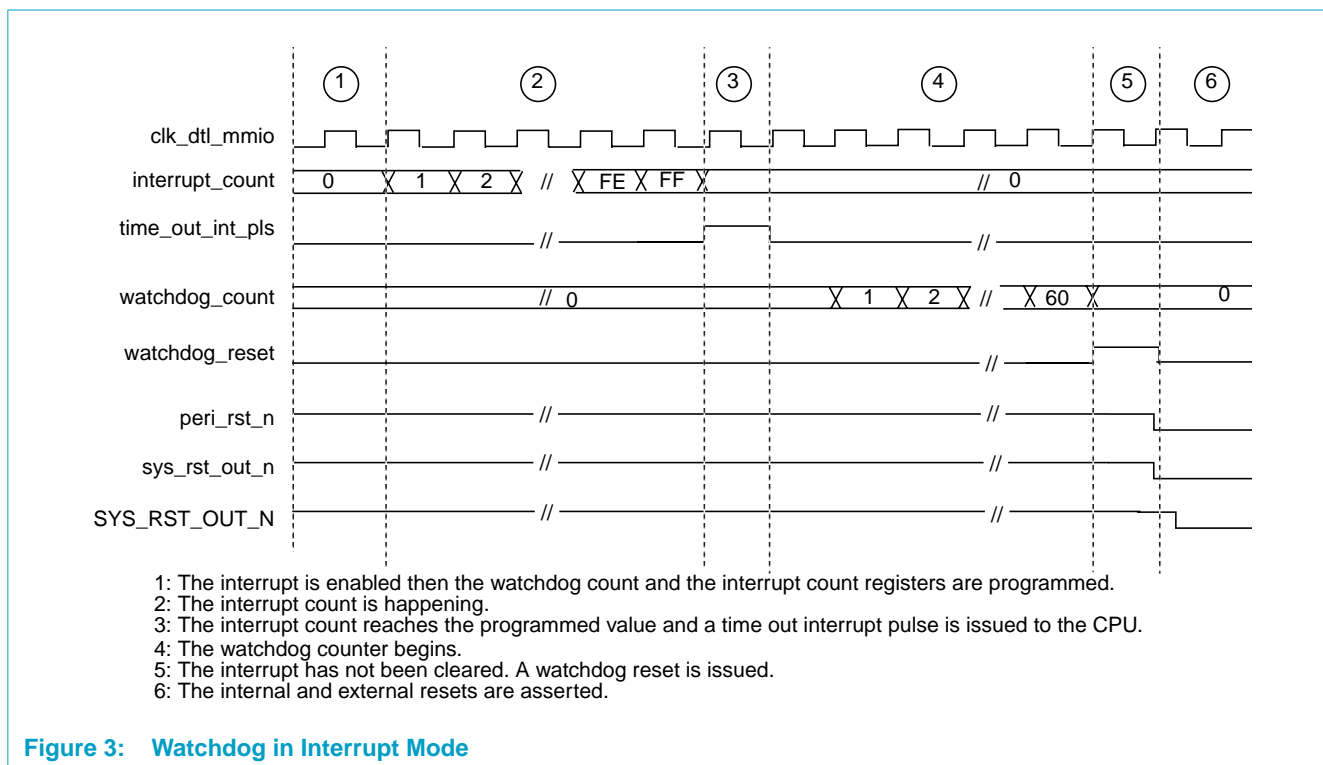 1 2 3 4 5 6
clk_dtl_mmio
interrupt_count 0 1 2 // FE FF // 0
time_out_int_pls // //
watchdog_count // 0 1 2 // 60 0
watchdog_reset //
peri_rst_n // //
sys_rst_out_n // //
SYS_RST_OUT_N // //
1: The interrupt is enabled then the watchdog count and the interrupt count registers are programmed.
2: The interrupt count is happening.
3: The interrupt count reaches the programmed value and a time out interrupt pulse is issued to the CPU.
4: The watchdog counter begins.
5: The interrupt has not been cleared. A watchdog reset is issued.
6: The internal and external resets are asserted.
Figure 3: Watchdog in Interrupt Mode